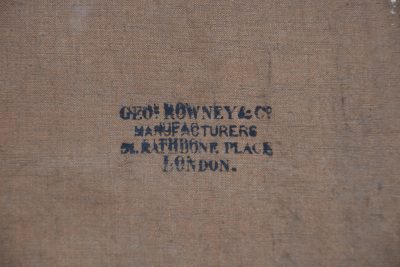 GEO. ROWNEY & CO
MANUFACTURERS
51, RATHBONE PLACE
LONDON.